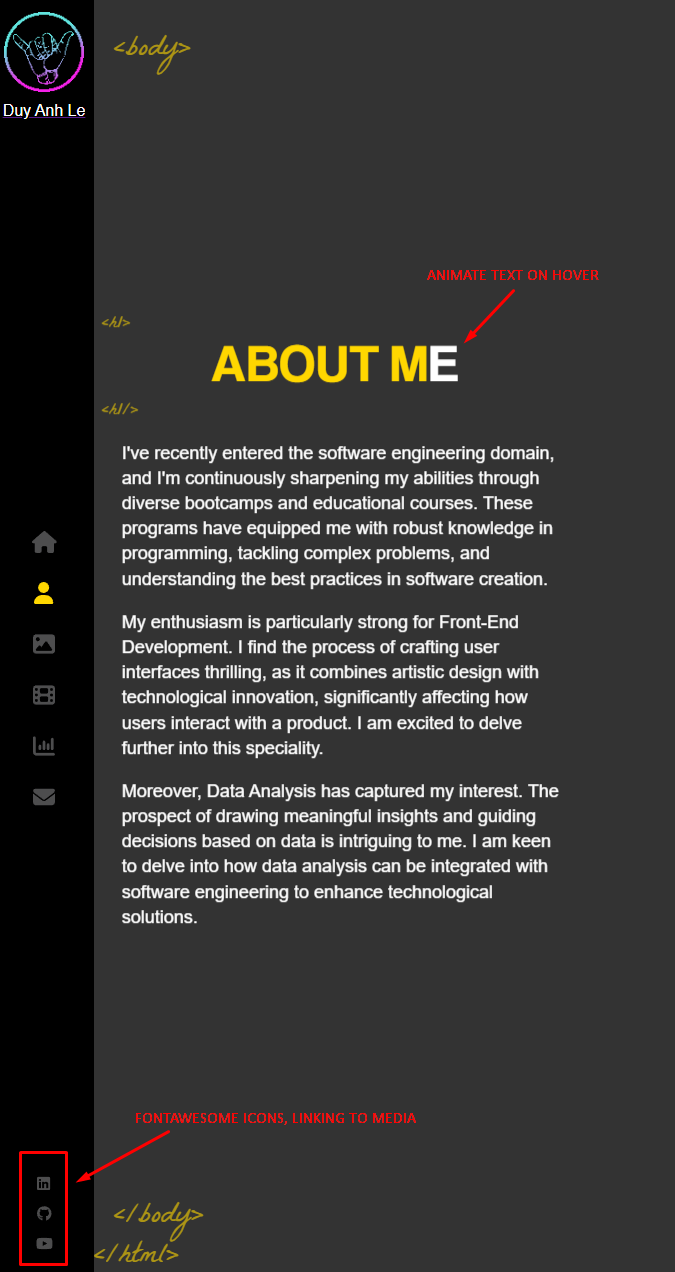 Duy Anh Le
<body>
ANIMATE TEXT ON HOVER
<h1>
ABOUT ME
<h1/>
I've recently entered the software engineering domain,
and I'm continuously sharpening my abilities through
diverse bootcamps and educational courses. These
programs have equipped me with robust knowledge in
programming, tackling complex problems, and
understanding the best practices in software creation.
My enthusiasm is particularly strong for Front-End
Development. I find the process of crafting user
interfaces thrilling, as it combines artistic design with
technological innovation, significantly affecting how
users interact with a product. I am excited to delve
further into this speciality.
Moreover, Data Analysis has captured my interest. The
prospect of drawing meaningful insights and guiding
decisions based on data is intriguing to me. I am keen
to delve into how data analysis can be integrated with
software engineering to enhance technological
solutions.
FONTAWESOME ICONS, LINKING TO MEDIA
in
</body>
</html>